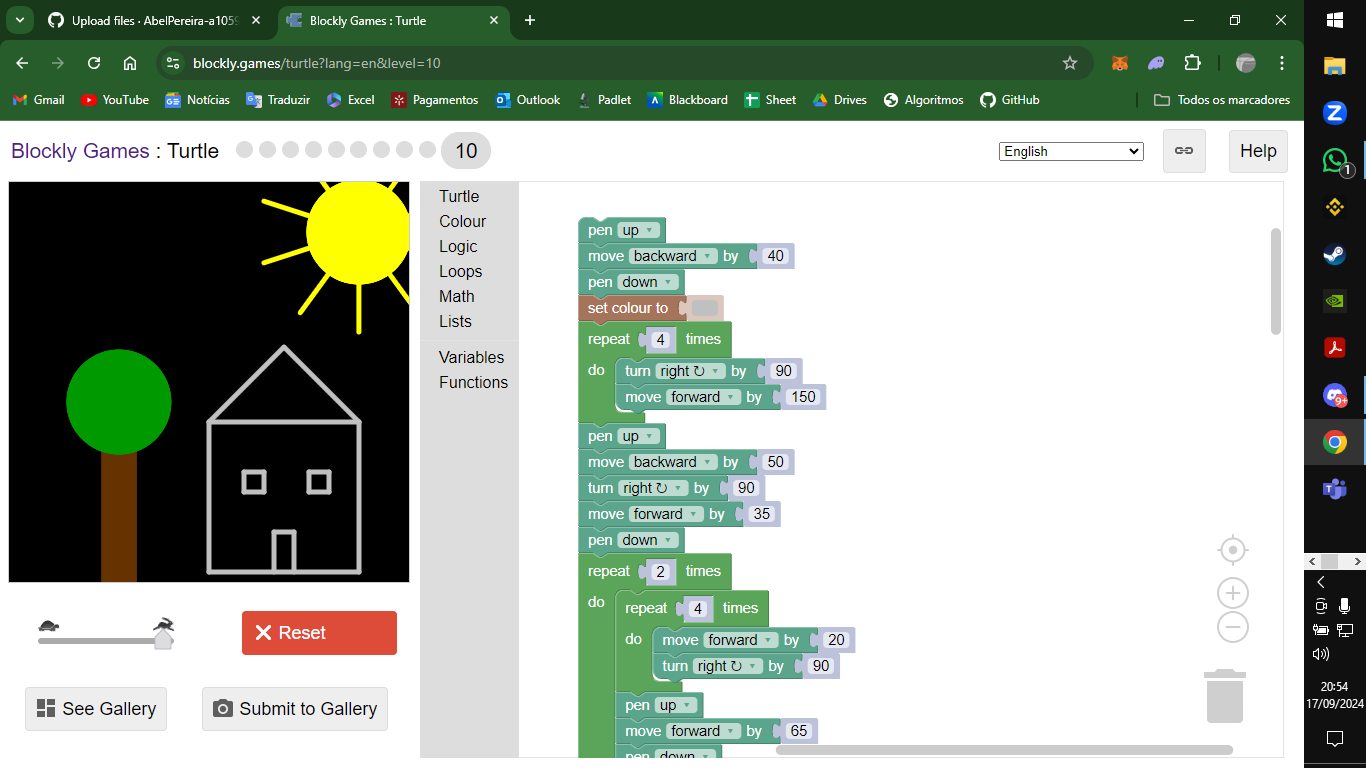 Upload files · AbelPereira-a1059
Blockly Games : Turtle
blockly.games/turtle?lang=en&level=10
Gmail
YouTube
Notícias
Traduzir
Excel
Pagamentos
Outlook
Padlet
Blackboard
Sheet
Drives
Algoritmos
GitHub
Todos os marcadores
Blockly Games : Turtle
10
English
Help
Turtle
Colour
Logic
Loops
Math
Lists
Variables
Functions
pen up
move backward by 40
pen down
set colour to
repeat 4 times
do turn right ↻ by 90
move forward by 150
pen up
move backward by 50
turn right ↻ by 90
move forward by 35
pen down
repeat 2 times
do repeat 4 times
do move forward by 20
turn right ↻ by 90
pen up
move forward by 65
pen down
Reset
See Gallery
Submit to Gallery
Z
1
9+
T
20:54
17/09/2024